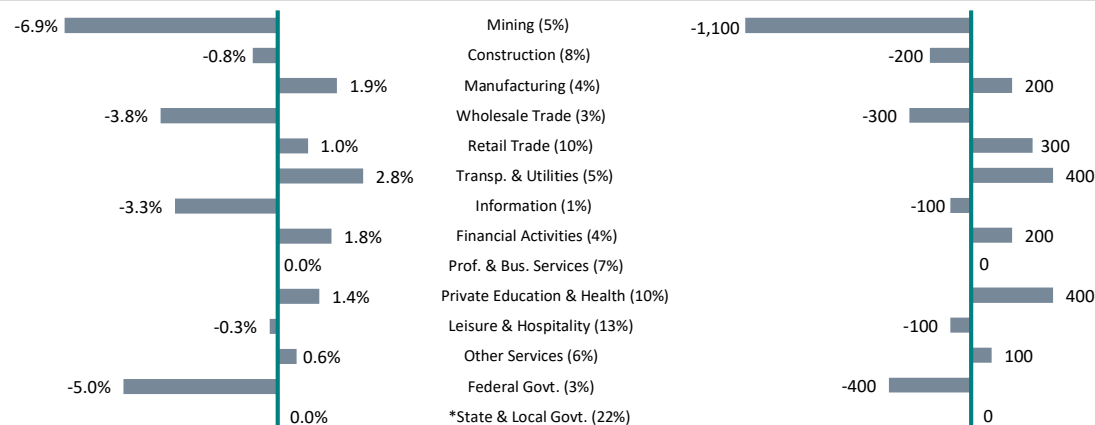 -6.9% Mining (5%) -1,100
-0.8% Construction (8%) -200
1.9% Manufacturing (4%) 200
-3.8% Wholesale Trade (3%) -300
1.0% Retail Trade (10%) 300
2.8% Transp. & Utilities (5%) 400
-3.3% Information (1%) -100
1.8% Financial Activities (4%) 200
0.0% Prof. & Bus. Services (7%) 0
1.4% Private Education & Health (10%) 400
-0.3% Leisure & Hospitality (13%) -100
0.6% Other Services (6%) 100
-5.0% Federal Govt. (3%) -400
0.0% *State & Local Govt. (22%) 0